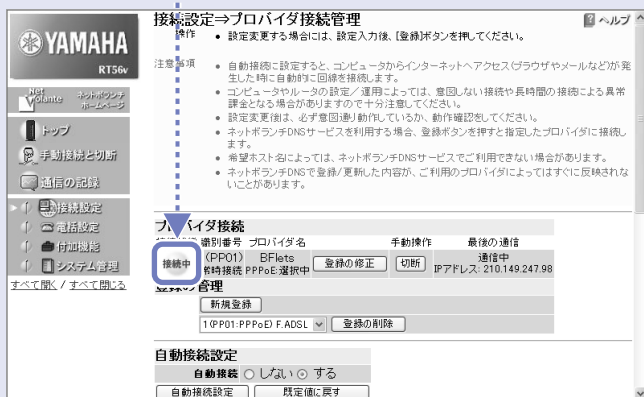 接続設定⇒プロバイダ接続管理
ヘルプ
操作
• 設定変更する場合には、設定入力後、[登録]ボタンを押してください。
注意事項
• 自動接続に設定すると、コンピュータからインターネットへアクセス(ブラウザやメールなど)が発
生した時に自動的に回線を接続します。
• コンピュータやルータの設定/運用によっては、意図しない接続や長時間の接続による異常
課金となる場合がありますので十分注意してください。
• 設定変更後は、必ず意図通り動作しているか、動作確認をしてください。
• ネットボランチDNSサービスを利用する場合、登録ボタンを押すと指定したプロバイダに接続し
ます。
• 希望ホスト名によっては、ネットボランチDNSサービスでご利用できない場合があります。
• ネットボランチDNSで登録/更新した内容が、ご利用のプロバイダによってはすぐに反映されな
いことがあります。
YAMAHA
RT56v
Net Volante
ネットボランチ
ホームページ
トップ
手動接続と切断
通信の記録
接続設定
電話設定
付加機能
システム管理
すべて開く / すべて閉じる
プロバイダ接続
識別番号 プロバイダ名 手動操作 最後の通信
接続中
(PP01) BFlets 登録の修正 切断 通信中
常時接続 PPPoE:選択中 IPアドレス: 210.149.247.98
登録の管理
新規登録
1(PP01:PPPoE) F.ADSL 登録の削除
自動接続設定
自動接続 しない する
自動接続設定 既定値に戻す